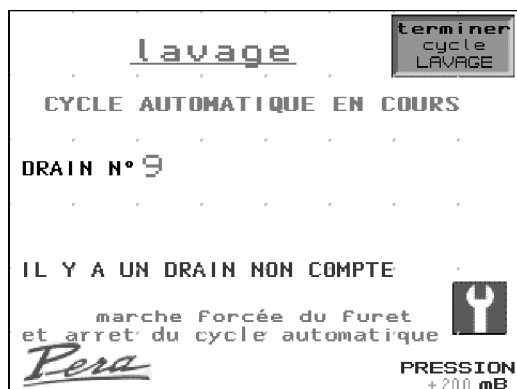 terminer
cycle
LAVAGE
lavage
CYCLE AUTOMATIQUE EN COURS
DRAIN N° 9
IL Y A UN DRAIN NON COMPTE
marche forcée du furet
et arret du cycle automatique
Pera
PRESSION
+200 mB